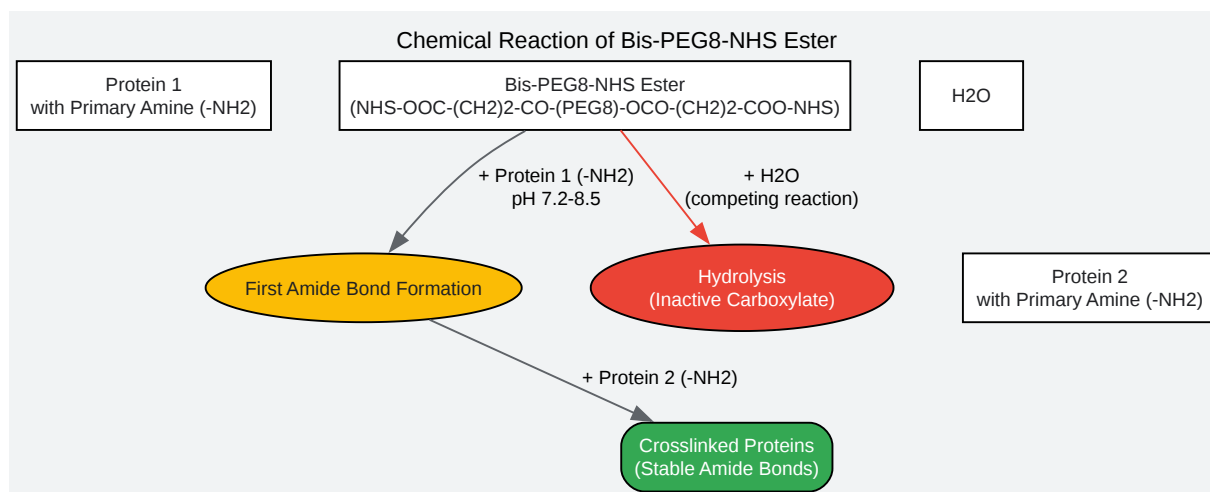 Chemical Reaction of Bis-PEG8-NHS Ester
Protein 1
with Primary Amine (-NH2)
Bis-PEG8-NHS Ester
(NHS-OOC-(CH2)2-CO-(PEG8)-OCO-(CH2)2-COO-NHS)
H2O
+ Protein 1 (-NH2)
pH 7.2-8.5
+ H2O
(competing reaction)
First Amide Bond Formation
Hydrolysis
(Inactive Carboxylate)
Protein 2
with Primary Amine (-NH2)
+ Protein 2 (-NH2)
Crosslinked Proteins
(Stable Amide Bonds)